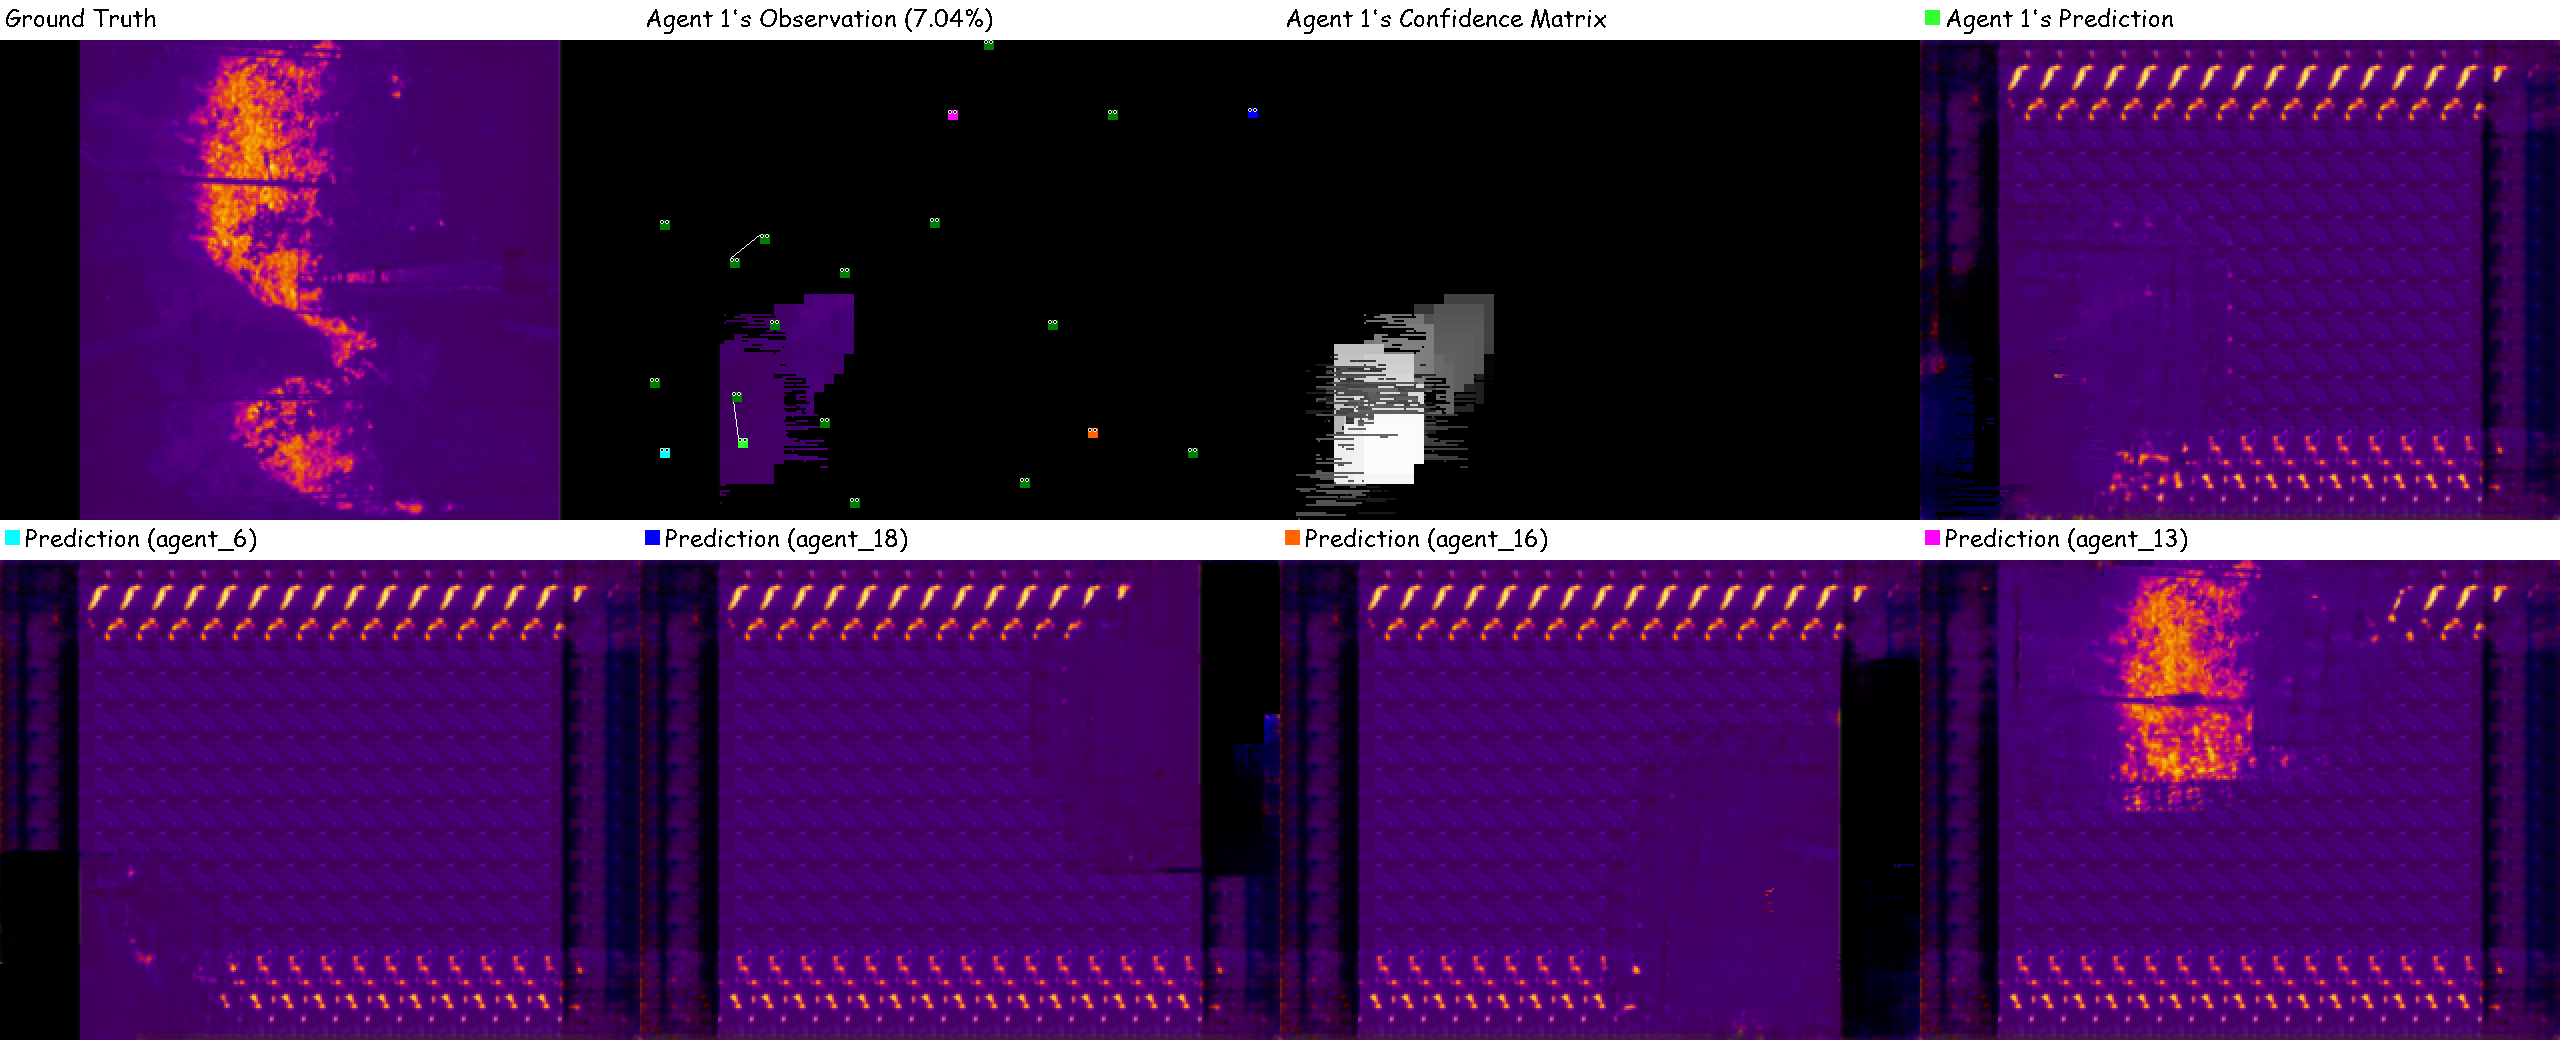 Ground Truth
Agent 1's Observation (7.04%)
Agent 1's Confidence Matrix
Agent 1's Prediction
Prediction (agent_6)
Prediction (agent_18)
Prediction (agent_16)
Prediction (agent_13)